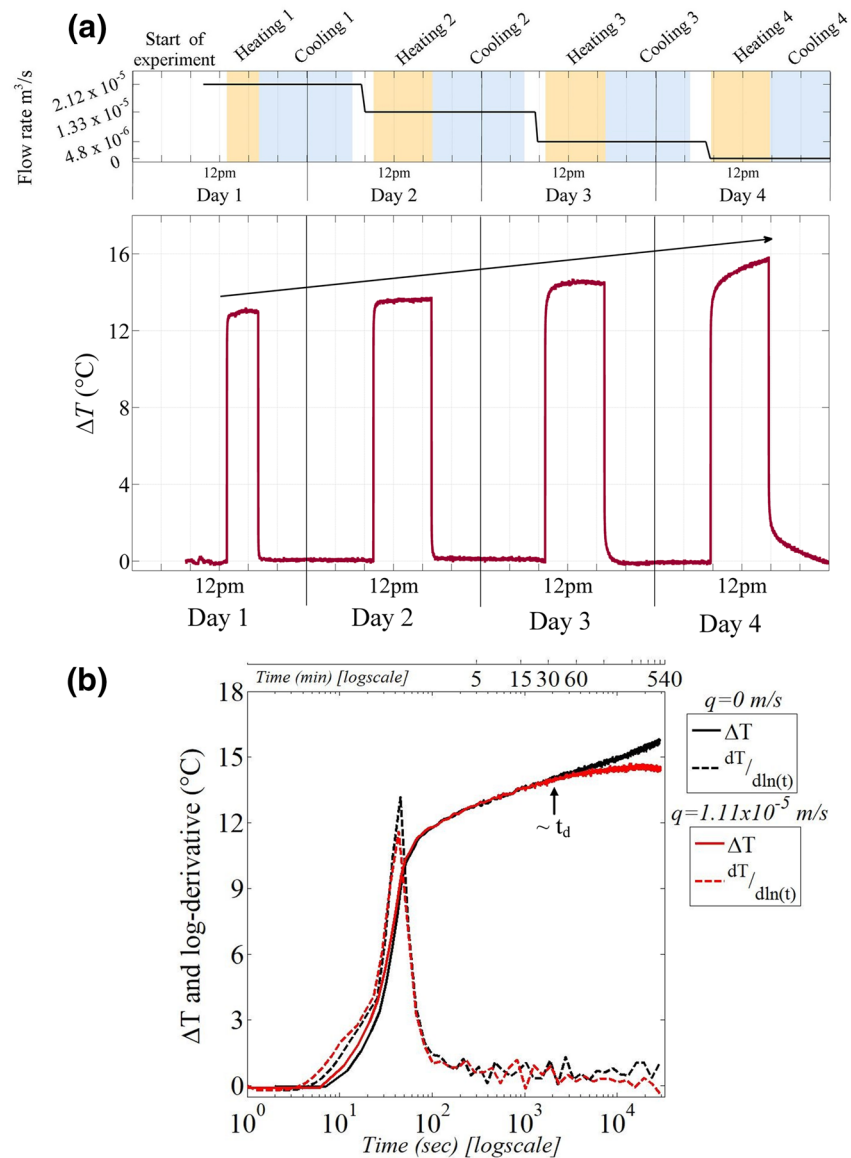 (a)
Start of
experiment
Heating 1
Cooling 1
Heating 2
Cooling 2
Heating 3
Cooling 3
Heating 4
Cooling 4
Flow rate m³/s
2.12 x 10⁻⁵
1.33 x 10⁻⁵
4.8 x 10⁻⁶
0
12pm 12pm 12pm 12pm
Day 1 Day 2 Day 3 Day 4
ΔT (°C)
16
12
8
4
0
12pm 12pm 12pm 12pm
Day 1 Day 2 Day 3 Day 4
(b)
Time (min) [logscale] 5 15 30 60 540
ΔT and log-derivative (°C)
18
15
12
9
6
3
0
~ t_d
q=0 m/s
ΔT
dT/dln(t)
q=1.11x10⁻⁵ m/s
ΔT
dT/dln(t)
10⁰ 10¹ 10² 10³ 10⁴
Time (sec) [logscale]